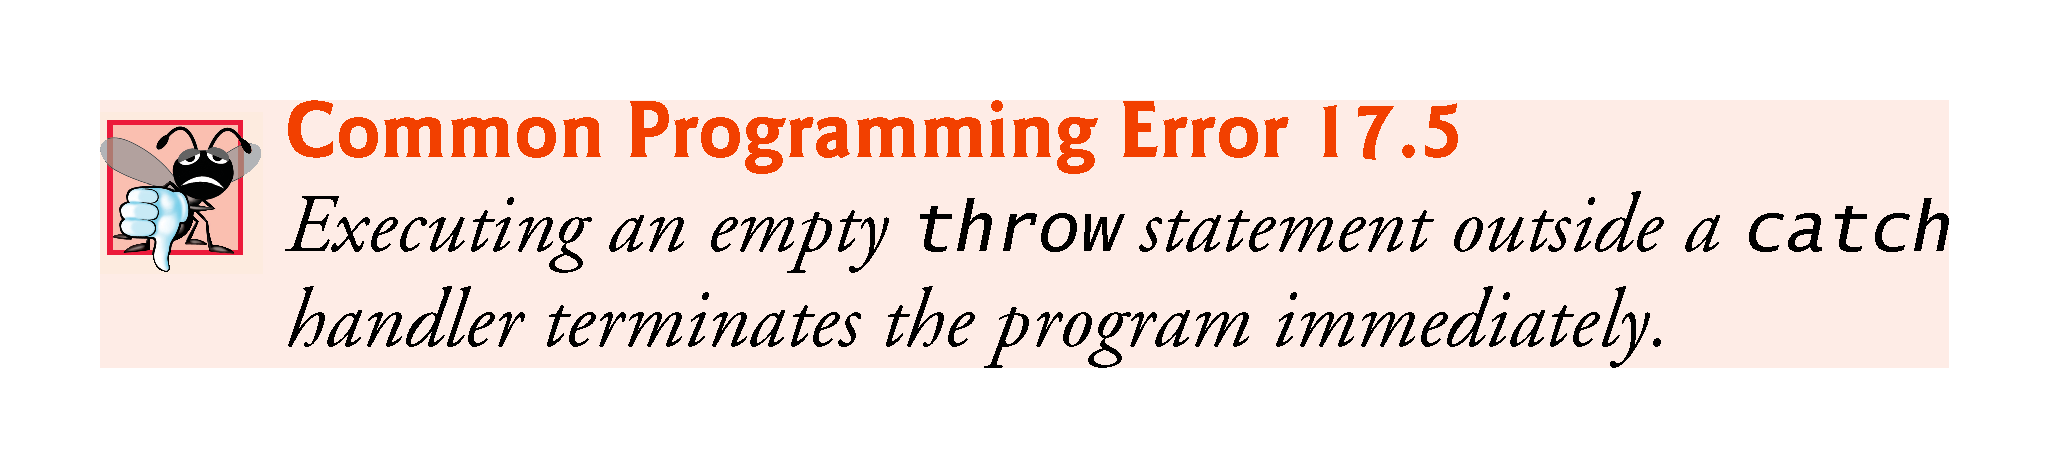 Common Programming Error 17.5
Executing an empty throw statement outside a catch
handler terminates the program immediately.